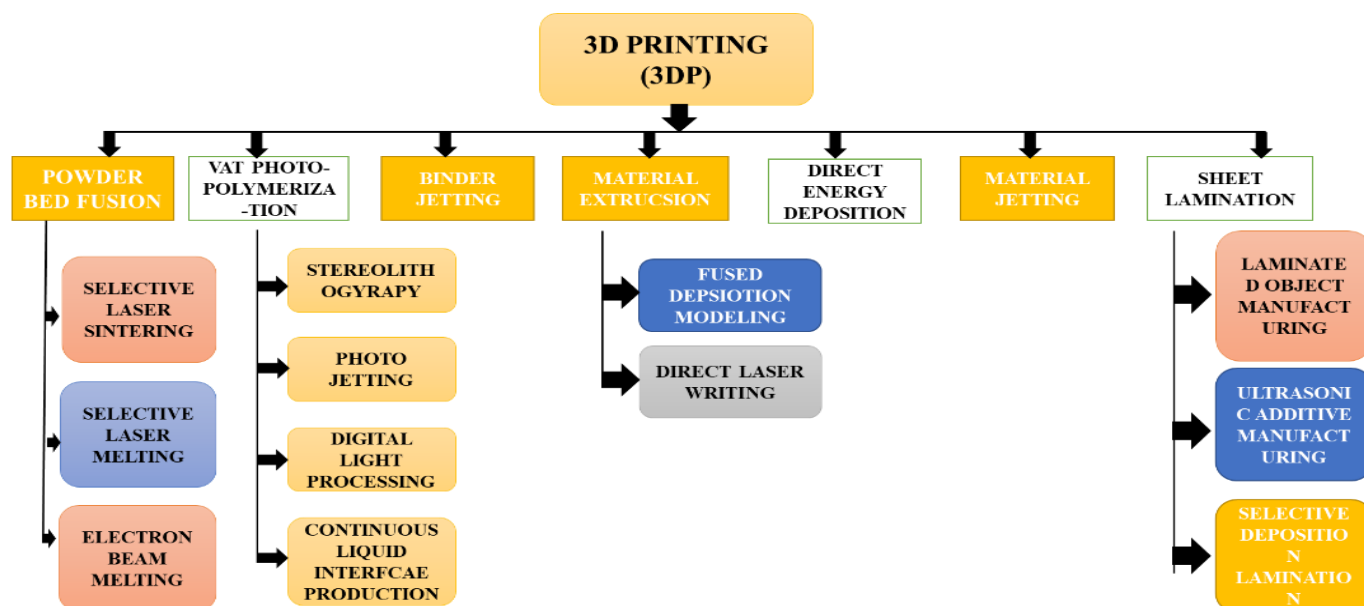 3D PRINTING
(3DP)
POWDER
BED FUSION
VAT PHOTO-
POLYMERIZA
-TION
BINDER
JETTING
MATERIAL
EXTRUCSION
DIRECT
ENERGY
DEPOSITION
MATERIAL
JETTING
SHEET
LAMINATION
SELECTIVE
LASER
SINTERING
SELECTIVE
LASER
MELTING
ELECTRON
BEAM
MELTING
STEREOLITH
OGYRAPY
PHOTO
JETTING
DIGITAL
LIGHT
PROCESSING
CONTINUOUS
LIQUID
INTERFCAE
PRODUCTION
FUSED
DEPSIOTION
MODELING
DIRECT LASER
WRITING
LAMINATE
D OBJECT
MANUFACT
URING
ULTRASONI
C ADDITIVE
MANUFACT
URING
SELECTIVE
DEPOSITIO
N
LAMINATIO
N